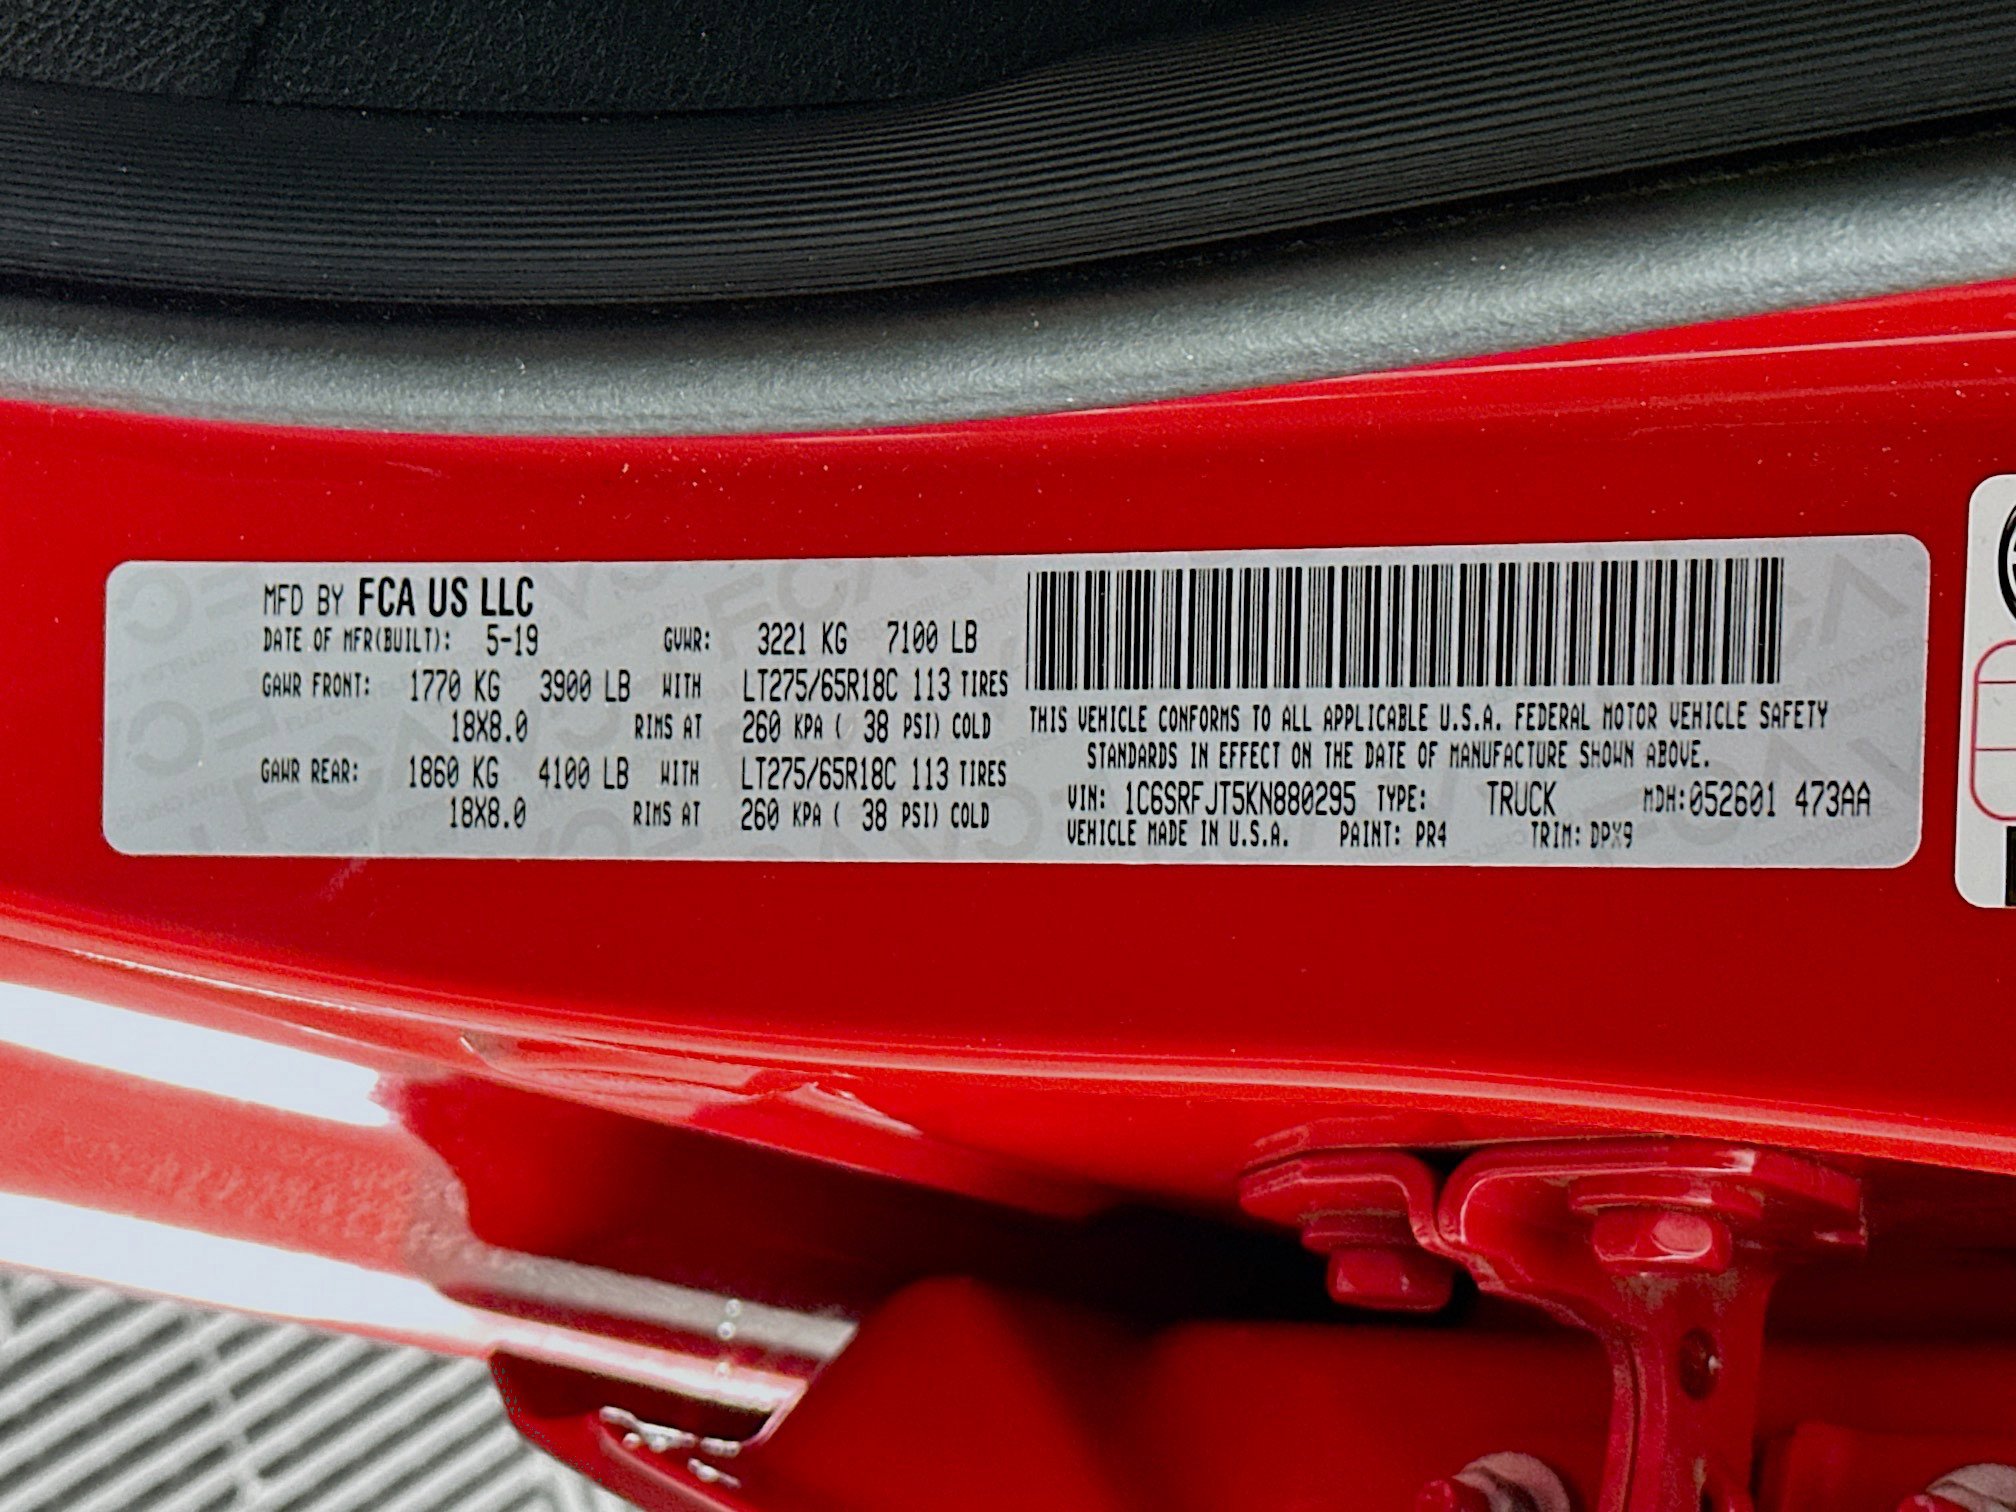 MFD BY FCA US LLC
DATE OF MFR(BUILT): 5-19 GVWR: 3221 KG 7100 LB
GAWR FRONT: 1770 KG 3900 LB WITH LT275/65R18C 113 TIRES
18X8.0 RIMS AT 260 KPA ( 38 PSI) COLD
GAWR REAR: 1860 KG 4100 LB WITH LT275/65R18C 113 TIRES
18X8.0 RIMS AT 260 KPA ( 38 PSI) COLD
THIS VEHICLE CONFORMS TO ALL APPLICABLE U.S.A. FEDERAL MOTOR VEHICLE SAFETY
STANDARDS IN EFFECT ON THE DATE OF MANUFACTURE SHOWN ABOVE.
VIN: 1C6SRFJT5KN880295 TYPE: TRUCK MDH:052601 473AA
VEHICLE MADE IN U.S.A. PAINT: PR4 TRIM: DPX9